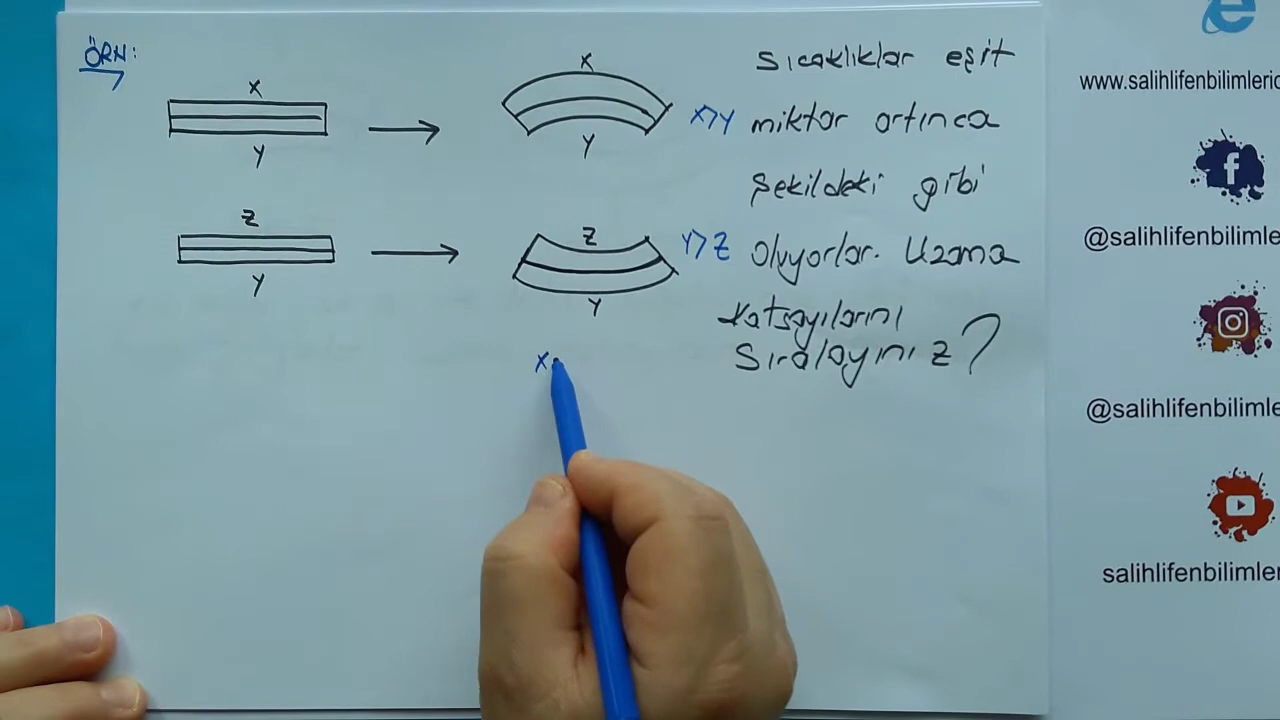 ÖRN:
X
Y
X
Y
X>Y
Z
Y
Z
Y
Y>Z
Sıcaklıklar eşit
miktar artınca
şekildeki gibi
oluyorlar. Uzama
katsayılarını
sıralayınız?
X
www.salihlifenbilimleri
@salihlifenbilimle
@salihlifenbilimle
salihlifenbilimler